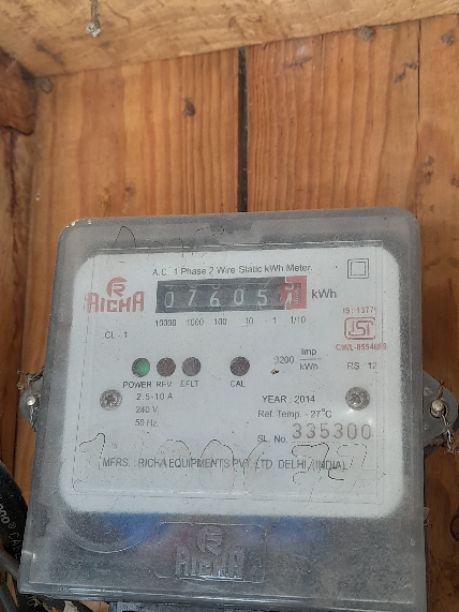 A.C. 1 Phase 2 Wire Static kWh Meter.
RICHA
07605 kWh
10000 1000 100 10 1 1/10
CL - 1
IS:13779
ISI
3200 Imp/kWh
RS : 12
POWER REV E/FLT CAL
2.5-10 A
240 V.
50 Hz.
YEAR : 2014
Ref. Temp. - 27°C
SL. No. 335300
MFRS. : RICHA EQUIPMENTS PVT. LTD. DELHI (INDIA)
RICHA